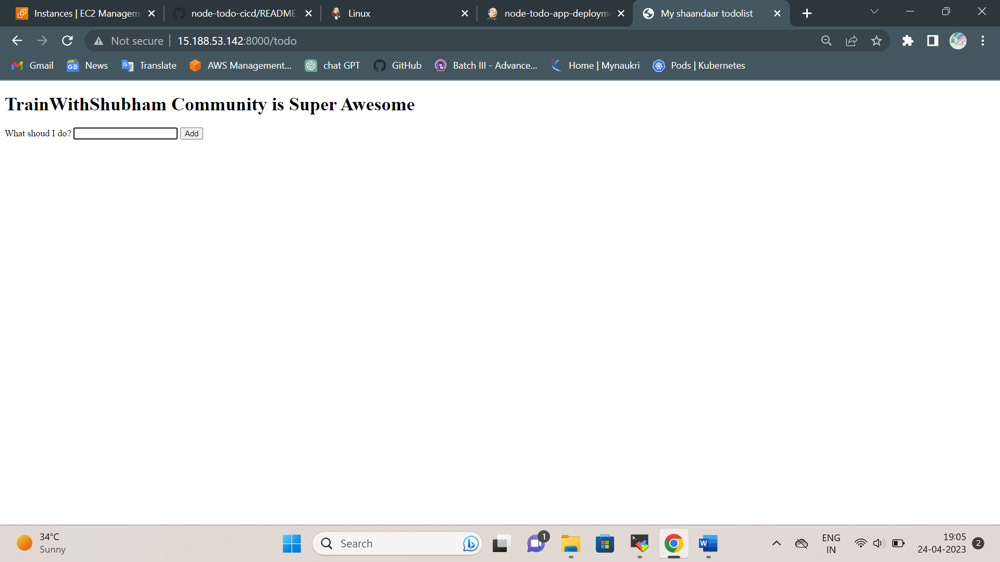 Instances | EC2 Managem
node-todo-cicd/README.
Linux
node-todo-app-deployme
My shaandaar todolist
Not secure
15.188.53.142:8000/todo
Gmail
News
Translate
AWS Management...
chat GPT
GitHub
Batch III - Advance...
Home | Mynaukri
Pods | Kubernetes
TrainWithShubham Community is Super Awesome
What shoud I do? Add
34°C
Sunny
Search
1
ENG
IN
19:05
24-04-2023
2